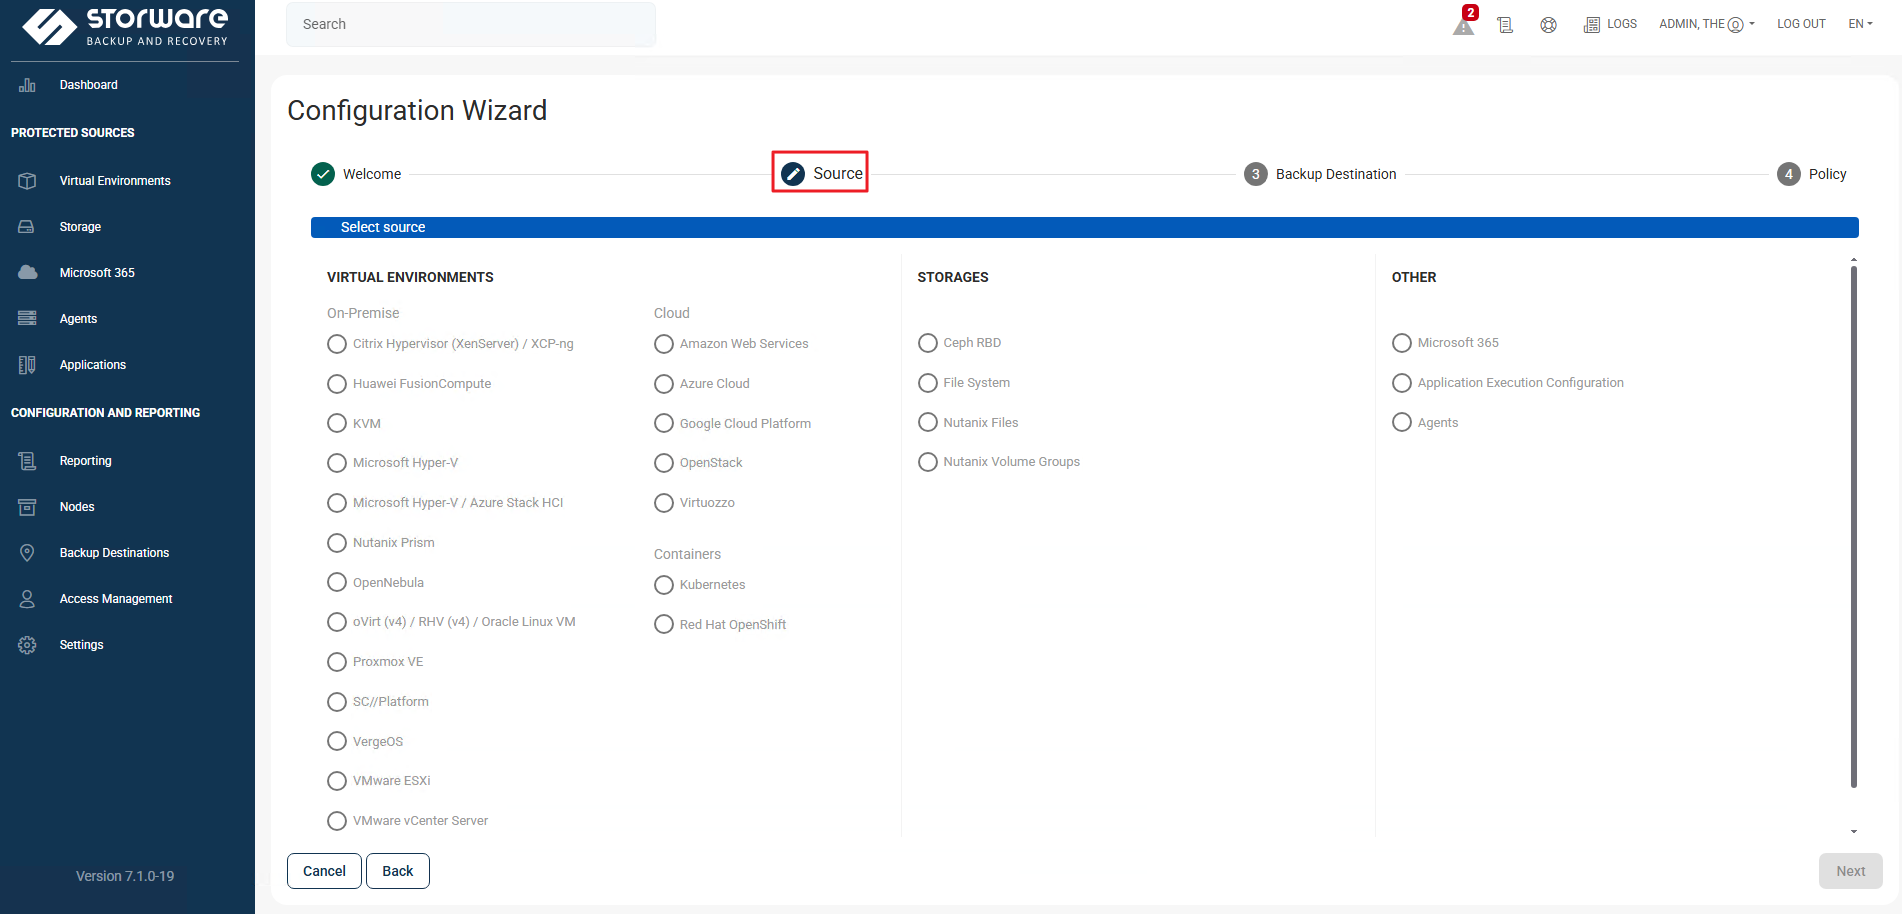 STORWARE
BACKUP AND RECOVERY
Dashboard
PROTECTED SOURCES
Virtual Environments
Storage
Microsoft 365
Agents
Applications
CONFIGURATION AND REPORTING
Reporting
Nodes
Backup Destinations
Access Management
Settings
Version 7.1.0-19
Search
2
LOGS
ADMIN, THE
LOG OUT
EN
Configuration Wizard
Welcome
Source
3 Backup Destination
4 Policy
Select source
VIRTUAL ENVIRONMENTS
On-Premise
Citrix Hypervisor (XenServer) / XCP-ng
Huawei FusionCompute
KVM
Microsoft Hyper-V
Microsoft Hyper-V / Azure Stack HCI
Nutanix Prism
OpenNebula
oVirt (v4) / RHV (v4) / Oracle Linux VM
Proxmox VE
SC//Platform
VergeOS
VMware ESXi
VMware vCenter Server
Cloud
Amazon Web Services
Azure Cloud
Google Cloud Platform
OpenStack
Virtuozzo
Containers
Kubernetes
Red Hat OpenShift
STORAGES
Ceph RBD
File System
Nutanix Files
Nutanix Volume Groups
OTHER
Microsoft 365
Application Execution Configuration
Agents
Cancel
Back
Next